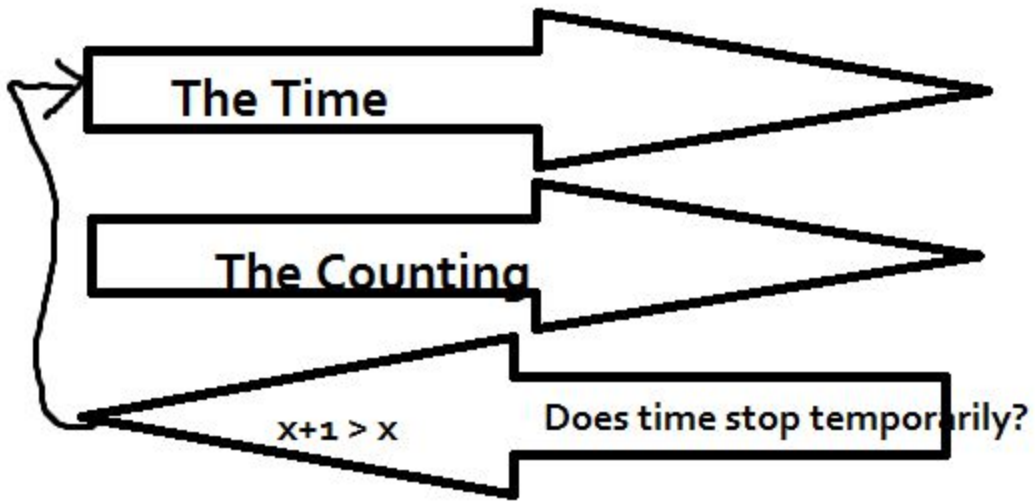 The Time
The Counting
x+1 > x
Does time stop temporarily?